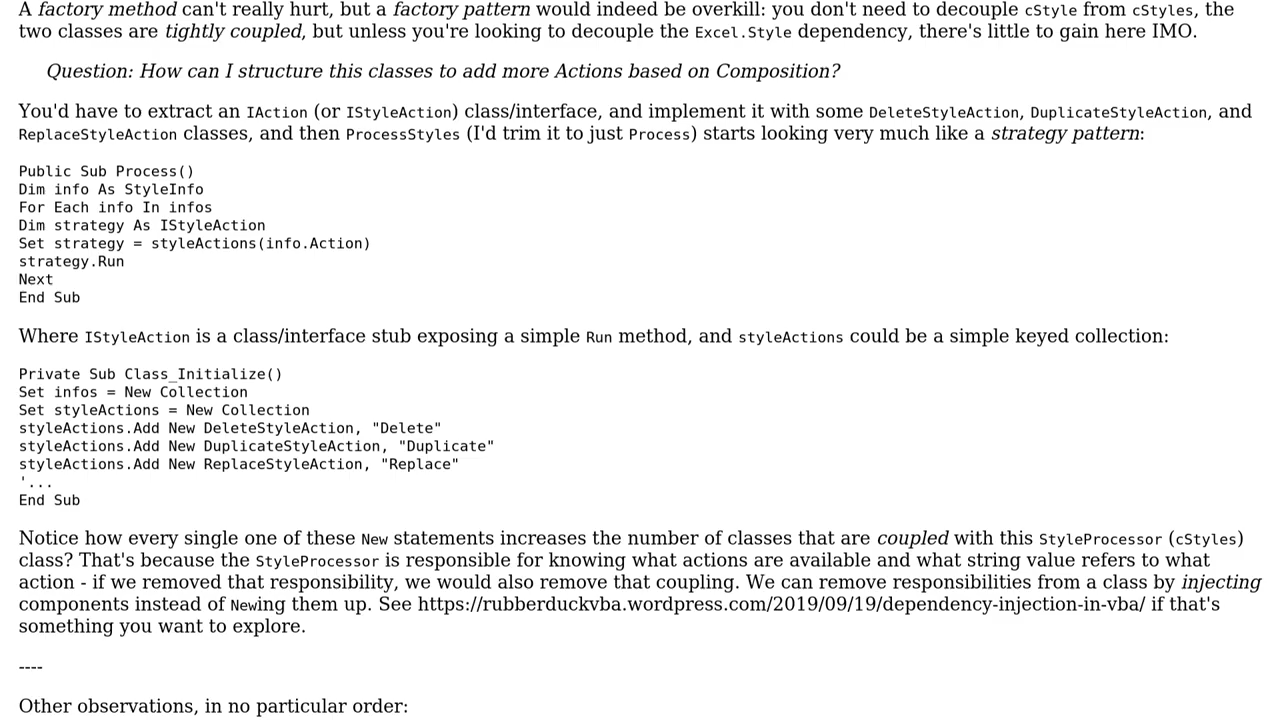 A factory method can't really hurt, but a factory pattern would indeed be overkill: you don't need to decouple cStyle from cStyles, the
two classes are tightly coupled, but unless you're looking to decouple the Excel.Style dependency, there's little to gain here IMO.
Question: How can I structure this classes to add more Actions based on Composition?
You'd have to extract an IAction (or IStyleAction) class/interface, and implement it with some DeleteStyleAction, DuplicateStyleAction, and
ReplaceStyleAction classes, and then ProcessStyles (I'd trim it to just Process) starts looking very much like a strategy pattern:
Public Sub Process()
Dim info As StyleInfo
For Each info In infos
Dim strategy As IStyleAction
Set strategy = styleActions(info.Action)
strategy.Run
Next
End Sub
Where IStyleAction is a class/interface stub exposing a simple Run method, and styleActions could be a simple keyed collection:
Private Sub Class_Initialize()
Set infos = New Collection
Set styleActions = New Collection
styleActions.Add New DeleteStyleAction, "Delete"
styleActions.Add New DuplicateStyleAction, "Duplicate"
styleActions.Add New ReplaceStyleAction, "Replace"
'...
End Sub
Notice how every single one of these New statements increases the number of classes that are coupled with this StyleProcessor (cStyles)
class? That's because the StyleProcessor is responsible for knowing what actions are available and what string value refers to what
action - if we removed that responsibility, we would also remove that coupling. We can remove responsibilities from a class by injecting
components instead of Newing them up. See https://rubberduckvba.wordpress.com/2019/09/19/dependency-injection-in-vba/ if that's
something you want to explore.
----
Other observations, in no particular order: